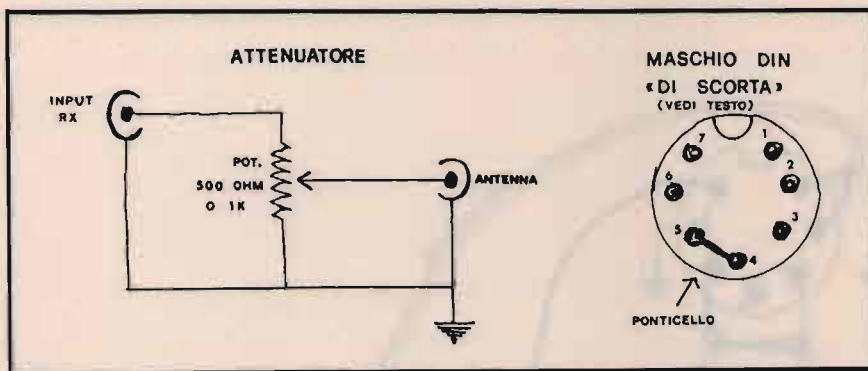 ATTENUATORE
INPUT
RX
POT.
500 OHM
O 1K
ANTENNA
MASCHIO DIN
«DI SCORTA»
(VEDI TESTO)
7
1
6
2
5
3
4
PONTICELLO